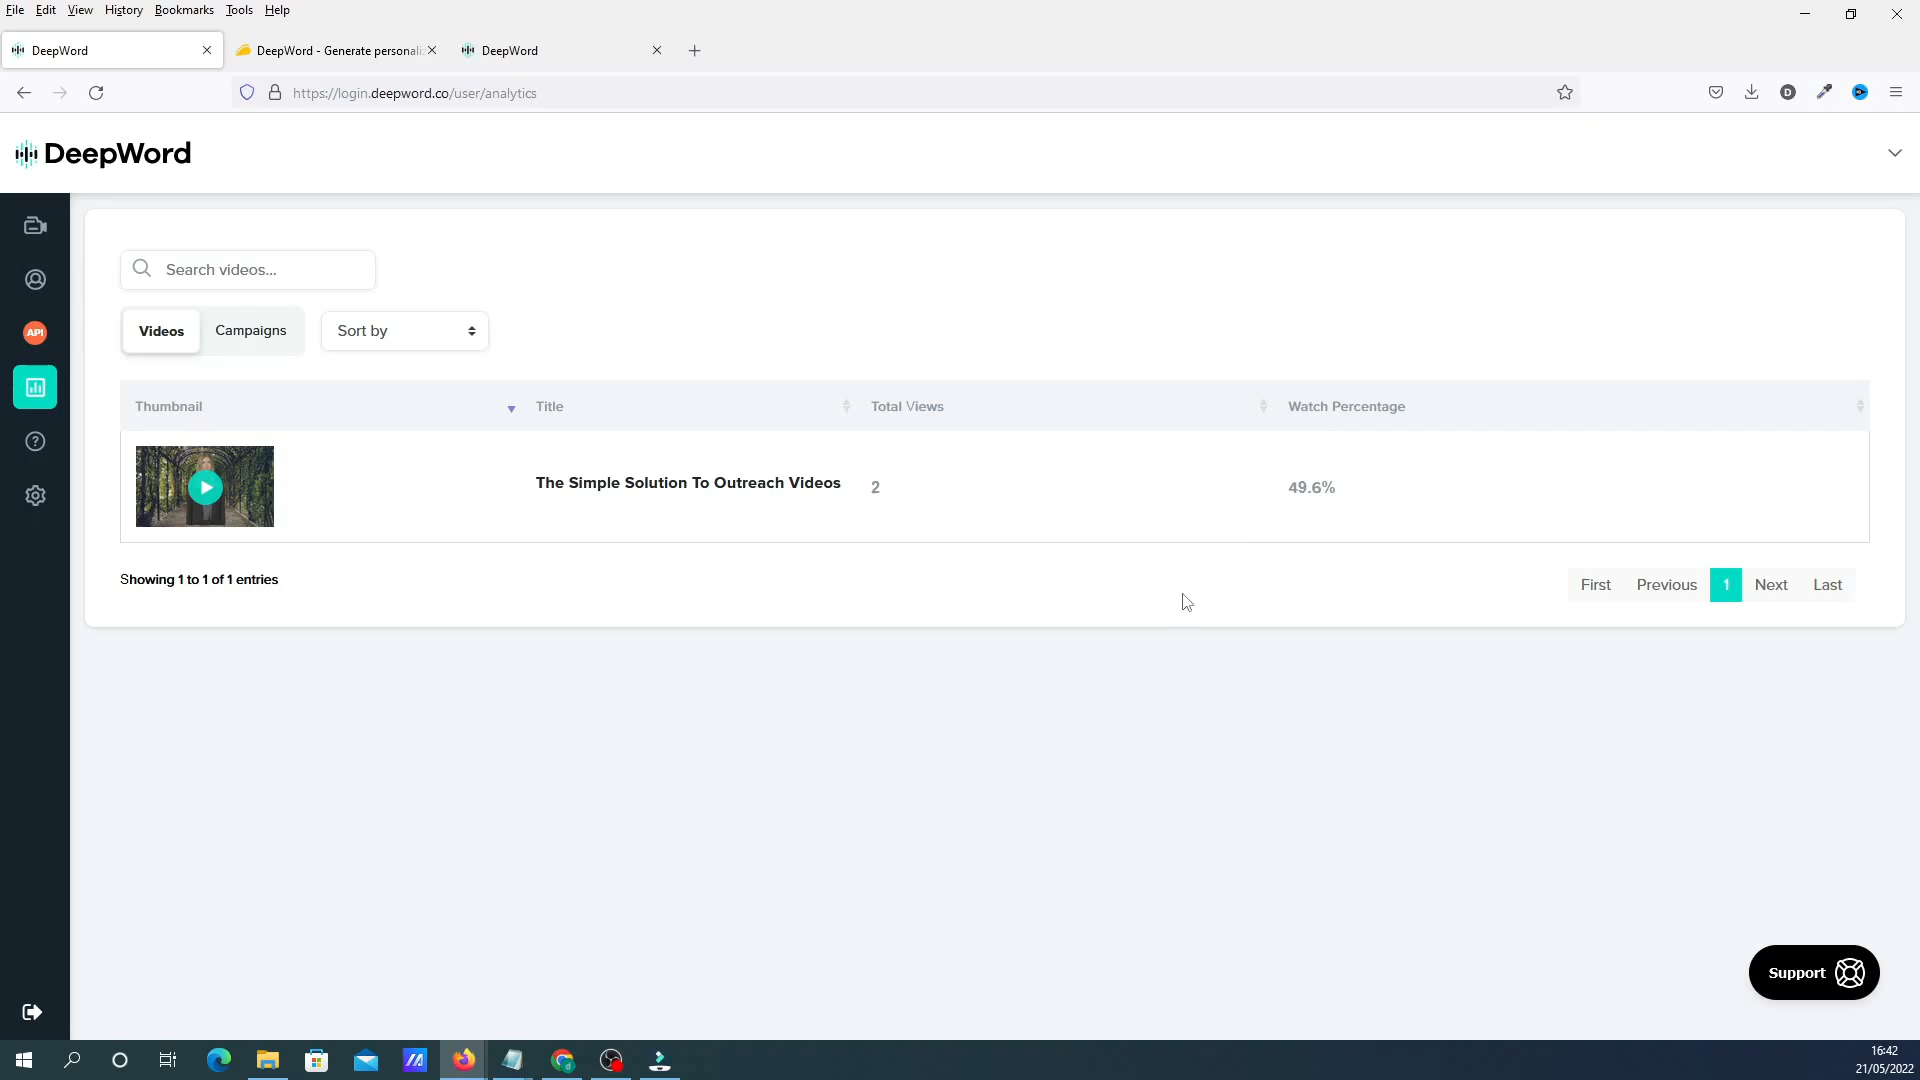 File Edit View History Bookmarks Tools Help
DeepWord
DeepWord - Generate personali
DeepWord
https://login.deepword.co/user/analytics
D
DeepWord
API
Search videos...
Videos
Campaigns
Sort by
Thumbnail
Title
Total Views
Watch Percentage
The Simple Solution To Outreach Videos
2
49.6%
Showing 1 to 1 of 1 entries
First
Previous
1
Next
Last
Support
16:42
21/05/2022